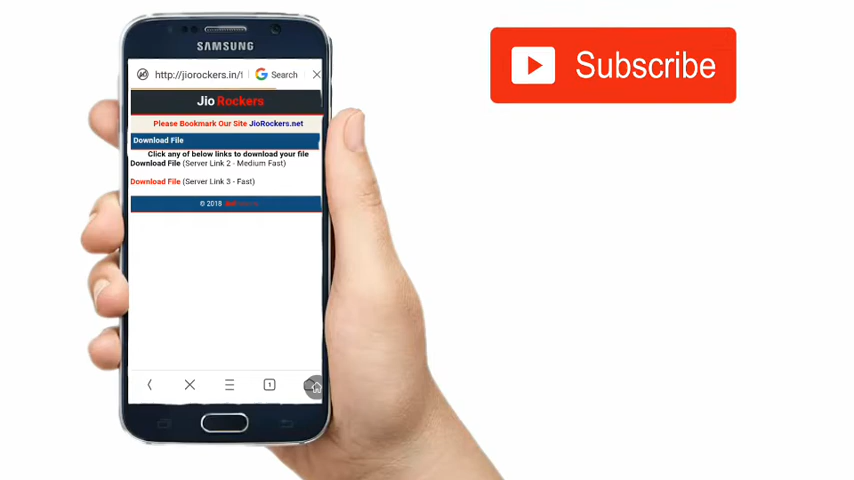 SAMSUNG
http://jiorockers.in/ Search
Jio Rockers
Please Bookmark Our Site JioRockers.net
Download File
Click any of below links to download your file
Download File (Server Link 2 - Medium Fast)
Download File (Server Link 3 - Fast)
© 2018
1
Subscribe